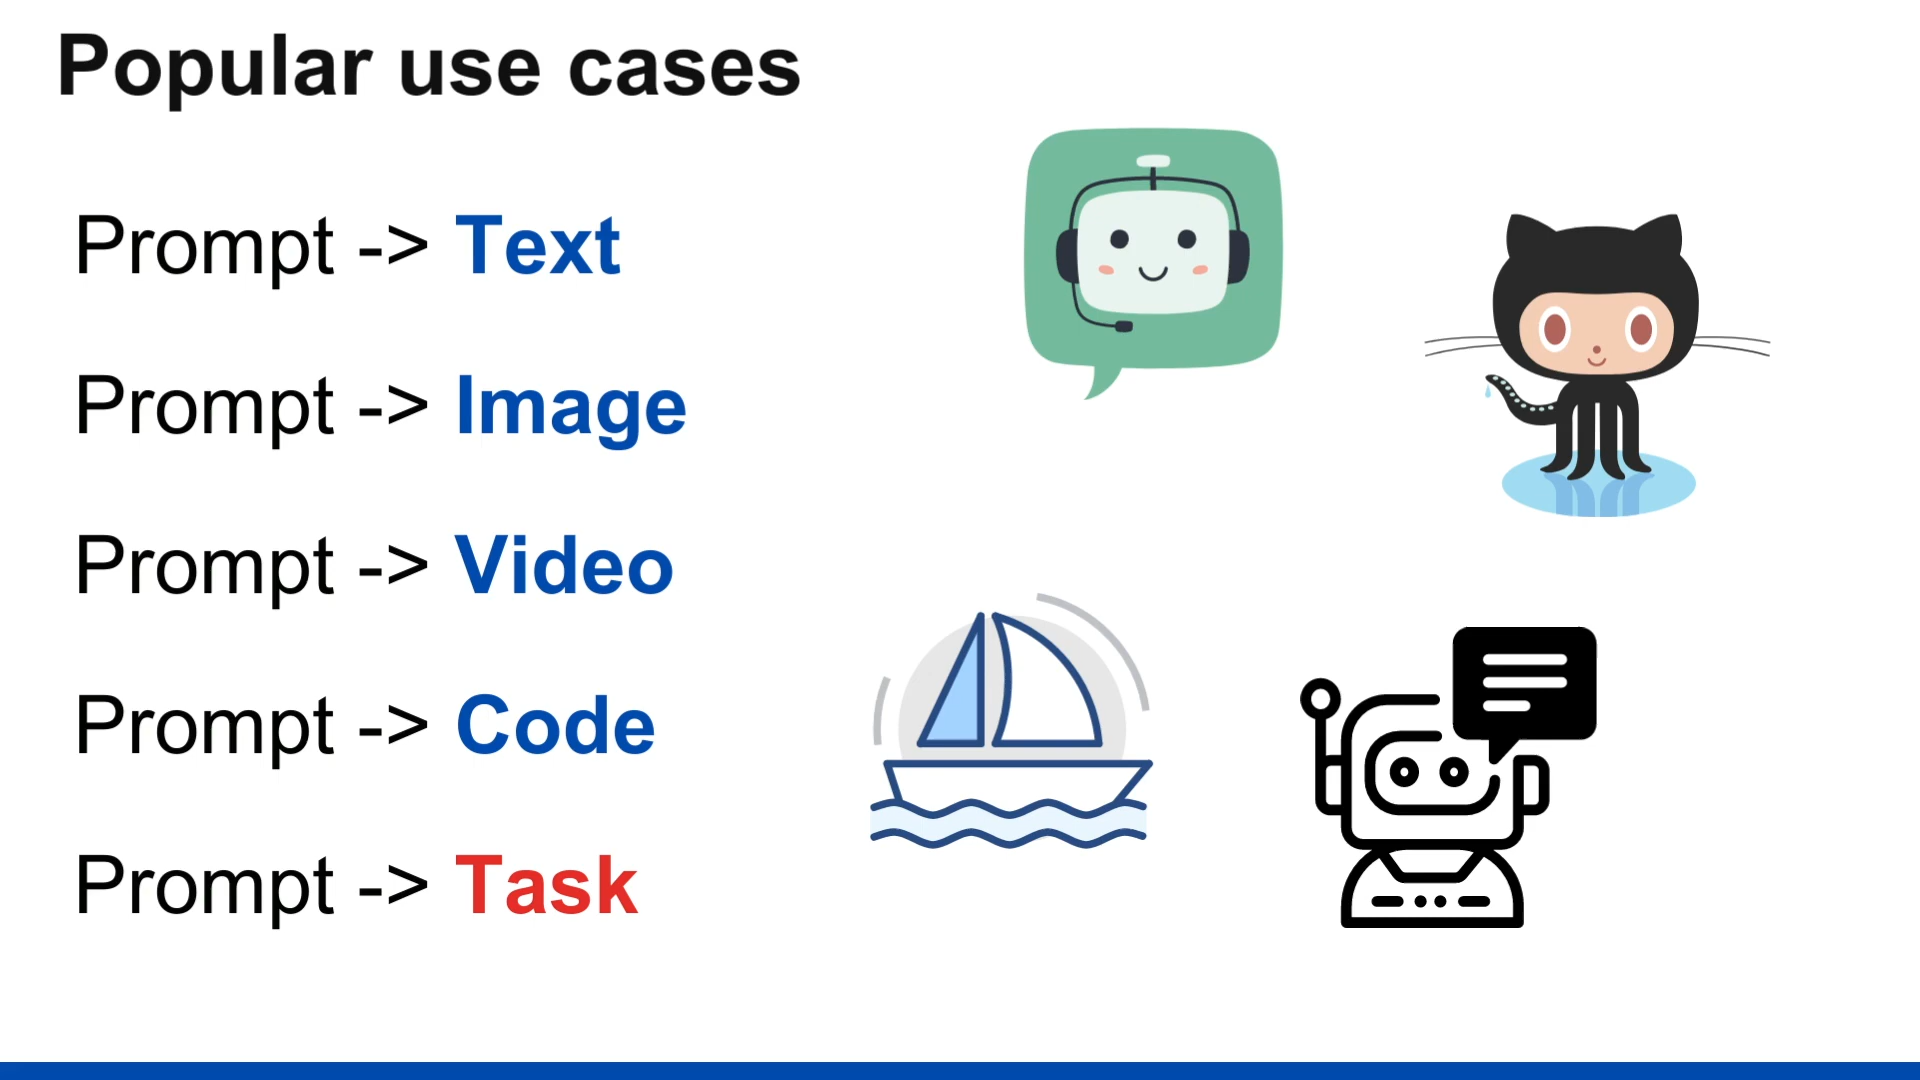 Popular use cases
Prompt -> Text
Prompt -> Image
Prompt -> Video
Prompt -> Code
Prompt -> Task